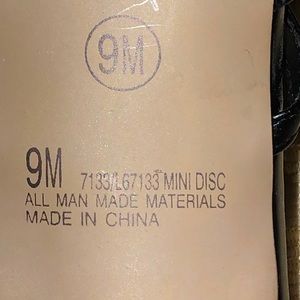 9M
9M 7133/L67133 MINI DISC
ALL MAN MADE MATERIALS
MADE IN CHINA